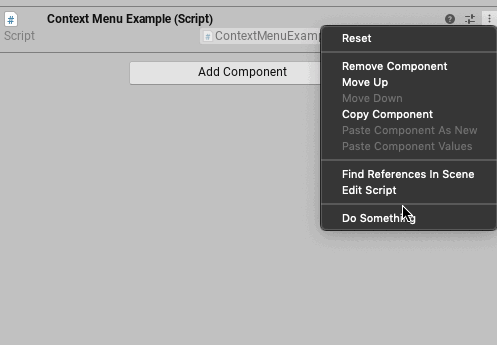 Context Menu Example (Script)
Script
ContextMenuExamp
Add Component
Reset
Remove Component
Move Up
Move Down
Copy Component
Paste Component As New
Paste Component Values
Find References In Scene
Edit Script
Do Something